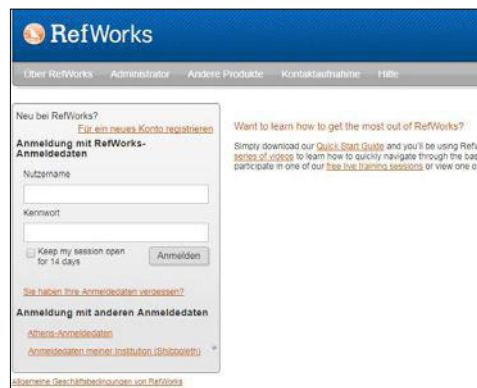 RefWorks
Über RefWorks Administrator Andere Produkte Kontaktaufnahme Hilfe
Neu bei RefWorks?
Für ein neues Konto registrieren
Anmeldung mit RefWorks-
Anmeldedaten
Nutzername
Kennwort
Keep my session open
for 14 days
Anmelden
Sie haben Ihre Anmeldedaten vergessen?
Anmeldung mit anderen Anmeldedaten
Athens-Anmeldedaten
Anmeldedaten meiner Institution (Shibboleth)
Allgemeine Geschäftsbedingungen von RefWorks
Want to learn how to get the most out of RefWorks?
Simply download our Quick Start Guide and you'll be using Ref
series of videos to learn how to quickly navigate through the bas
participate in one of our free live training sessions or view one o